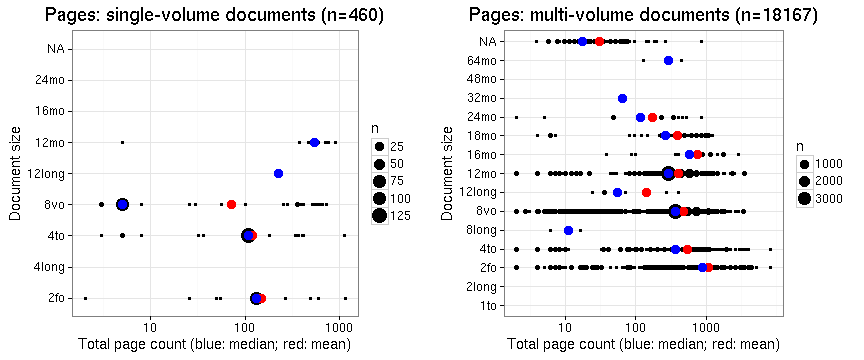 Pages: single-volume documents (n=460)
Document size
NA
24mo
16mo
12mo
12long
8vo
4to
4long
2fo
10
100
1000
Total page count (blue: median; red: mean)
n
25
50
75
100
125
Pages: multi-volume documents (n=18167)
Document size
NA
64mo
48mo
32mo
24mo
18mo
16mo
12mo
12long
8vo
8long
4to
2fo
2long
1to
10
100
1000
Total page count (blue: median; red: mean)
n
1000
2000
3000